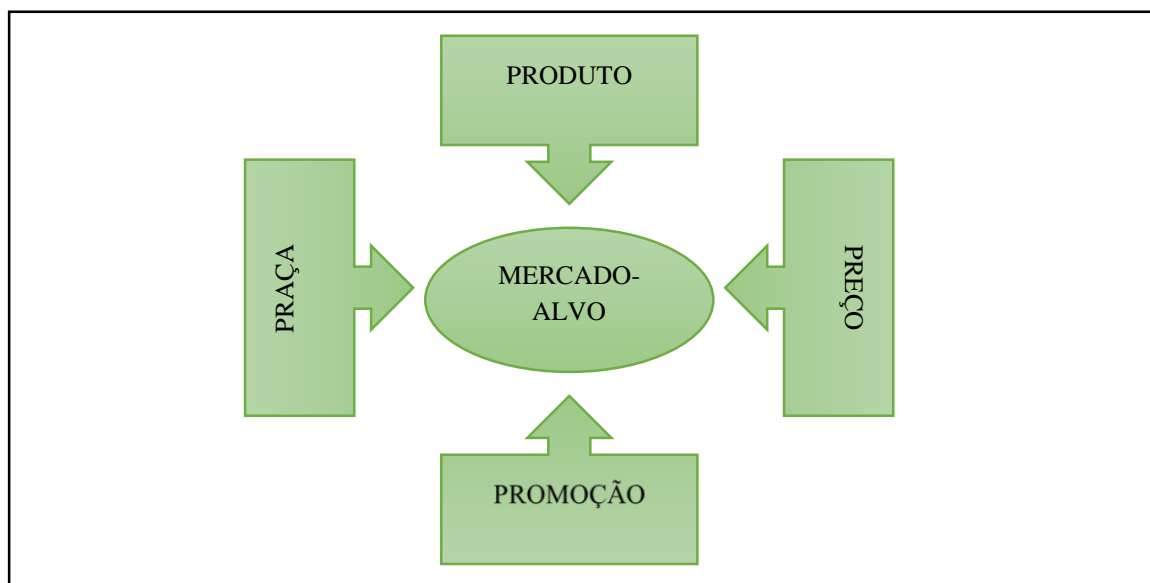 PRODUTO
PRAÇA
MERCADO-
ALVO
PREÇO
PROMOÇÃO